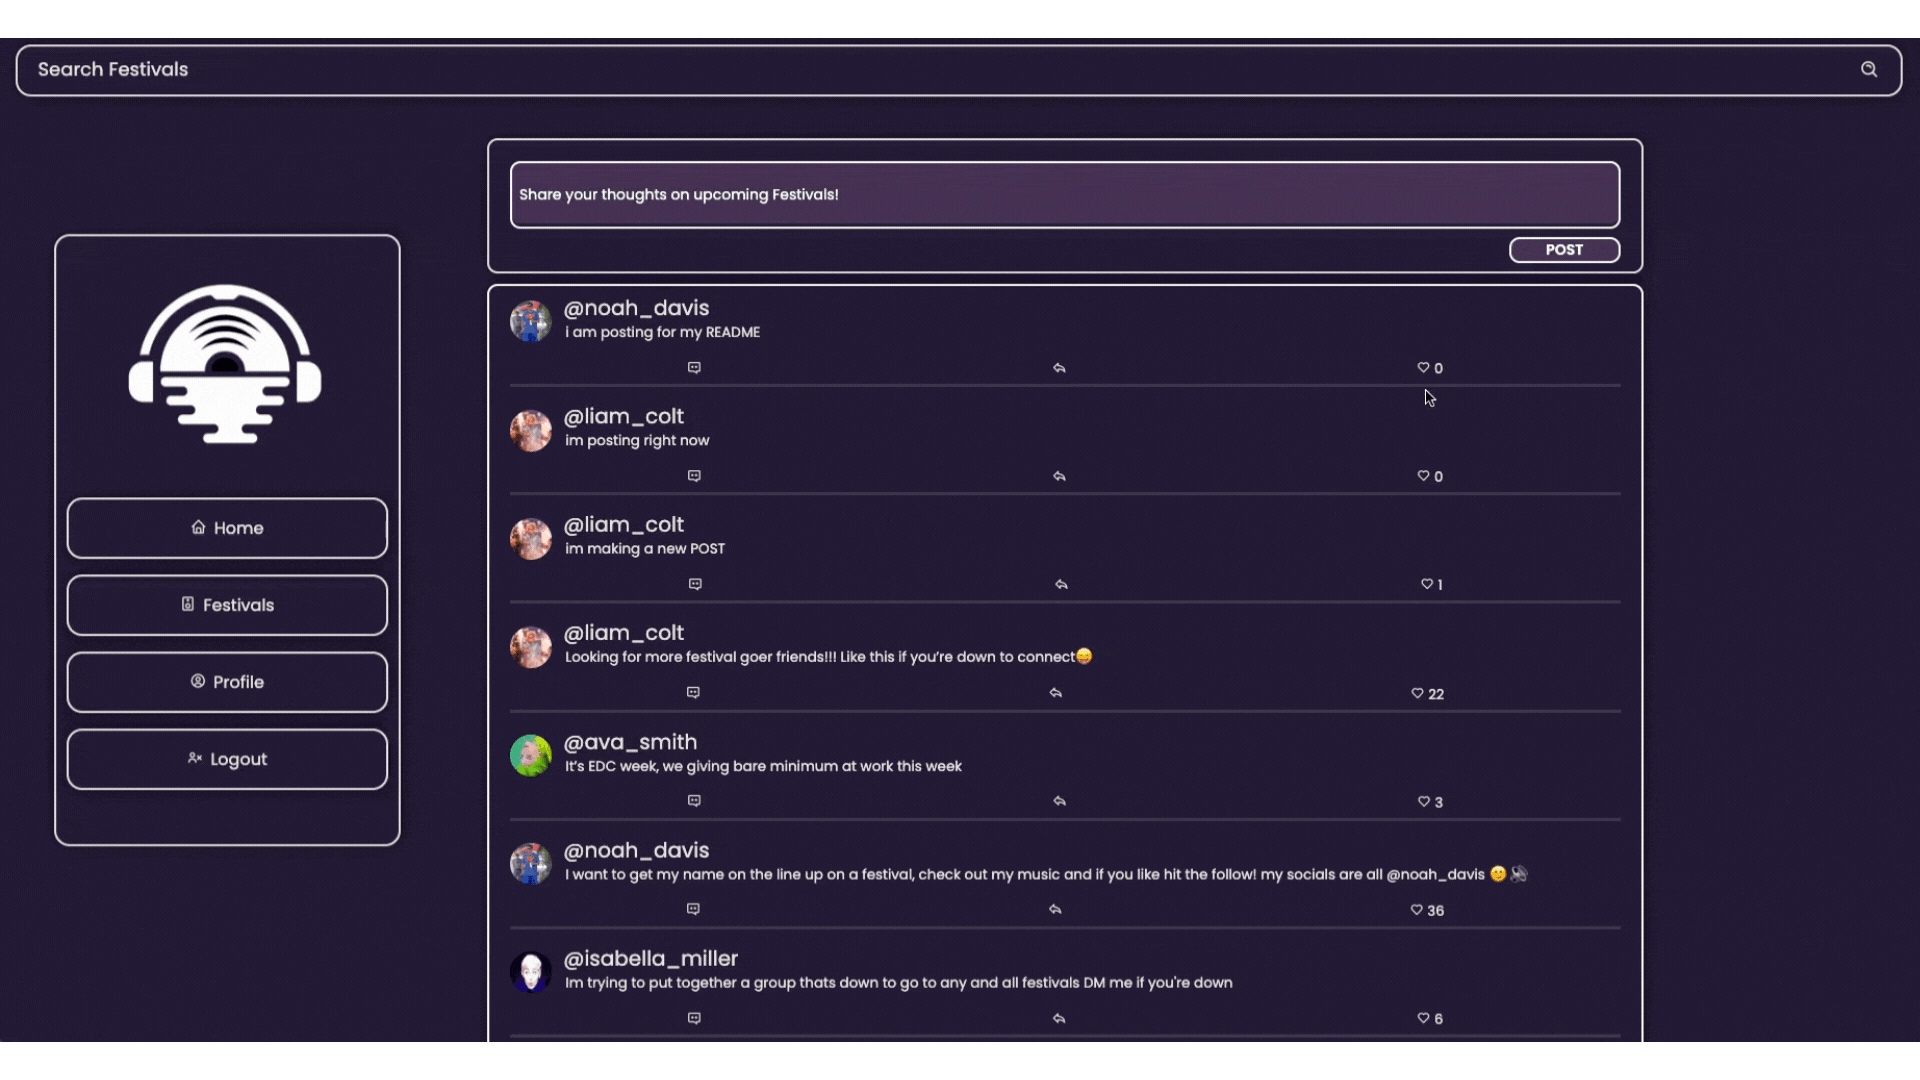 Search Festivals
Share your thoughts on upcoming Festivals!
POST
Home
Festivals
Profile
Logout
@noah_davis
i am posting for my README
0
@liam_colt
im posting right now
0
@liam_colt
im making a new POST
1
@liam_colt
Looking for more festival goer friends!!! Like this if you're down to connect😝
22
@ava_smith
It's EDC week, we giving bare minimum at work this week
3
@noah_davis
I want to get my name on the line up on a festival, check out my music and if you like hit the follow! my socials are all @noah_davis
36
@isabella_miller
Im trying to put together a group thats down to go to any and all festivals DM me if you're down
6